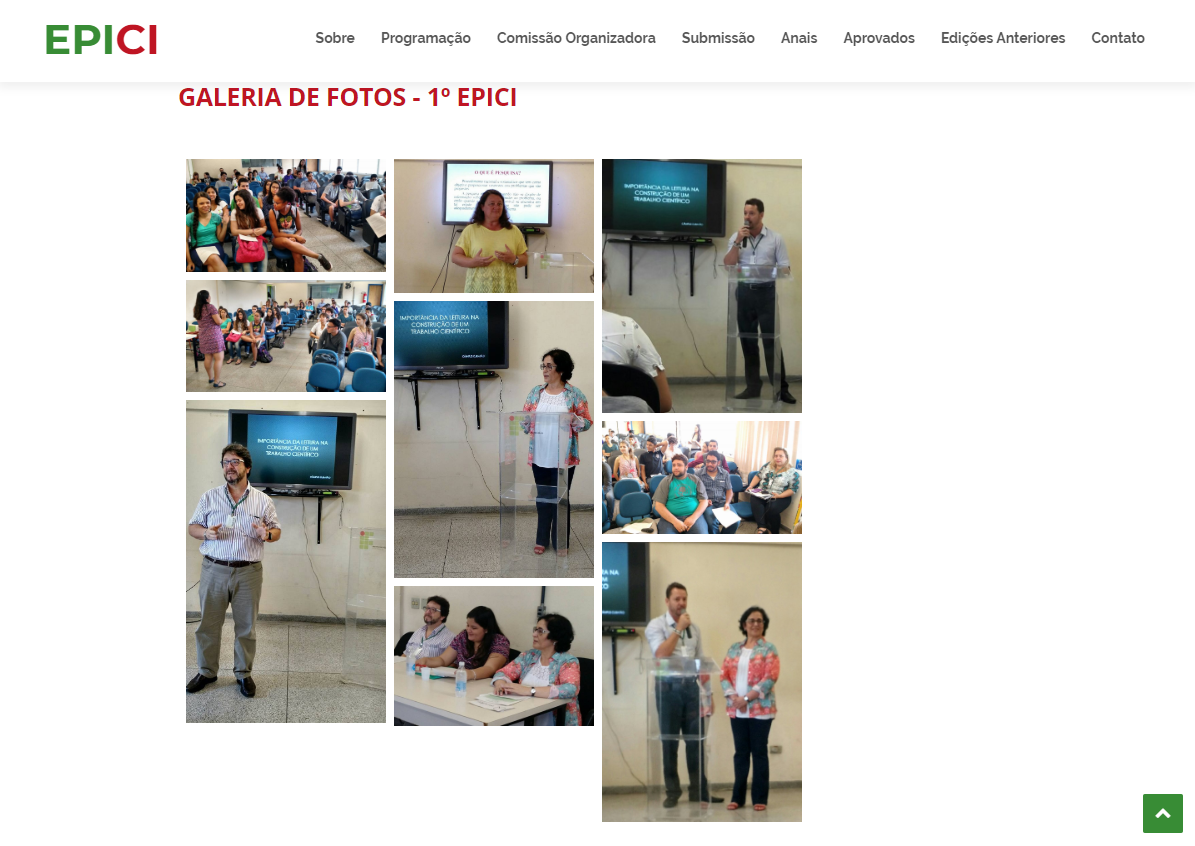 EPICI
Sobre Programação Comissão Organizadora Submissão Anais Aprovados Edições Anteriores Contato
GALERIA DE FOTOS - 1º EPICI
O QUE É PESQUISA?
IMPORTÂNCIA DA LEITURA NA
CONSTRUÇÃO DE UM
TRABALHO CIENTÍFICO
IMPORTÂNCIA DA LEITURA NA
CONSTRUÇÃO DE UM
TRABALHO CIENTÍFICO
IMPORTÂNCIA DA LEITURA NA
CONSTRUÇÃO DE UM
TRABALHO CIENTÍFICO